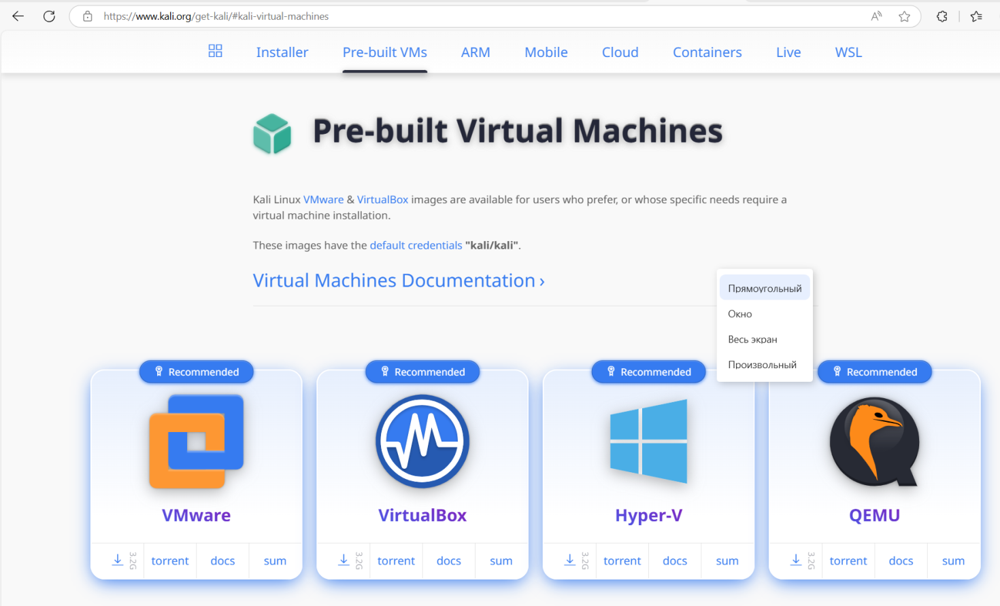 https://www.kali.org/get-kali/#kali-virtual-machines
Installer Pre-built VMs ARM Mobile Cloud Containers Live WSL
Pre-built Virtual Machines
Kali Linux VMware & VirtualBox images are available for users who prefer, or whose specific needs require a
virtual machine installation.
These images have the default credentials "kali/kali".
Virtual Machines Documentation ›
Прямоугольный
Окно
Весь экран
Произвольный
Recommended Recommended Recommended Recommended
VMware VirtualBox Hyper-V QEMU
3.2G torrent docs sum 3.2G torrent docs sum 3.2G torrent docs sum 3.2G torrent docs sum